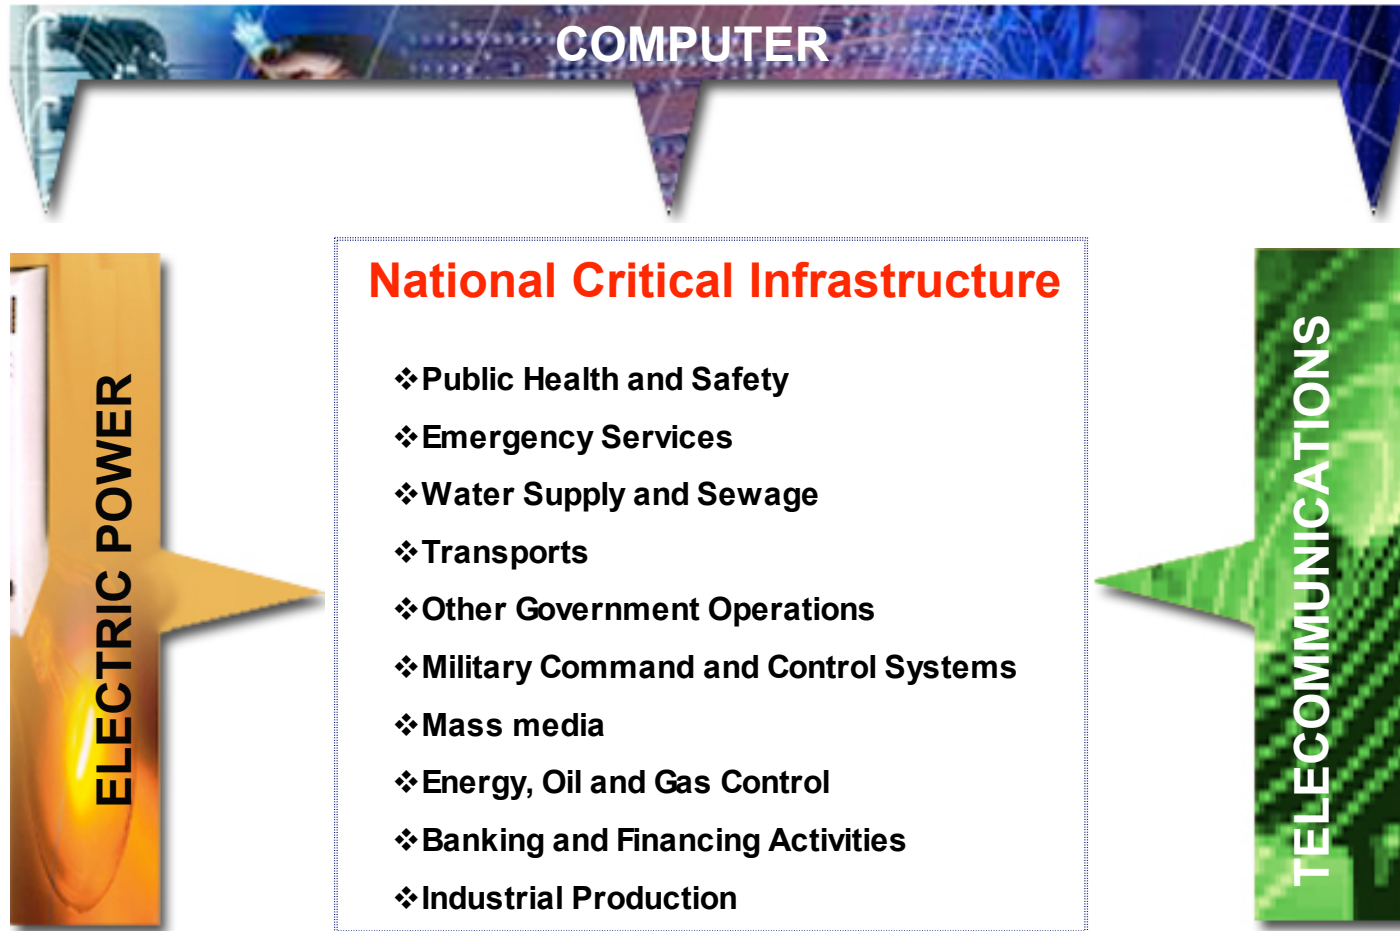 COMPUTER
National Critical Infrastructure
❖Public Health and Safety
❖Emergency Services
❖Water Supply and Sewage
❖Transports
❖Other Government Operations
❖Military Command and Control Systems
❖Mass media
❖Energy, Oil and Gas Control
❖Banking and Financing Activities
❖Industrial Production
ELECTRIC POWER
TELECOMMUNICATIONS